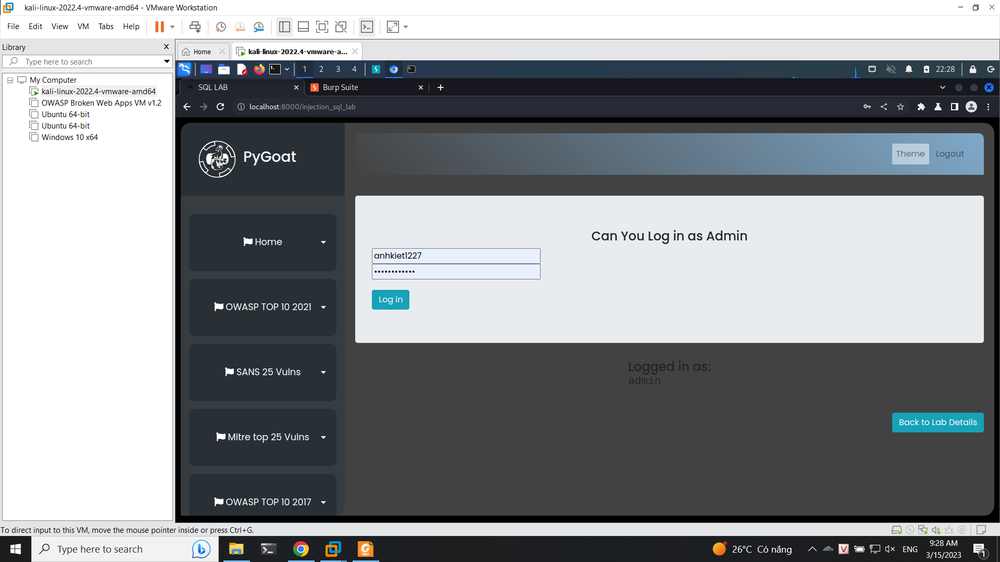 kali-linux-2022.4-vmware-amd64 - VMware Workstation
File Edit View VM Tabs Help
Library
Type here to search
My Computer
kali-linux-2022.4-vmware-amd64
OWASP Broken Web Apps VM v1.2
Ubuntu 64-bit
Ubuntu 64-bit
Windows 10 x64
Home
kali-linux-2022.4-vmware-a...
1 2 3 4
22:28
SQL LAB
Burp Suite
localhost:8000/injection_sql_lab
PyGoat
Theme Logout
Home
OWASP TOP 10 2021
SANS 25 Vulns
Mitre top 25 Vulns
OWASP TOP 10 2017
Can You Log in as Admin
anhkiet1227
••••••••••••
Log in
Logged in as:
admin
Back to Lab Details
To direct input to this VM, move the mouse pointer inside or press Ctrl+G.
Type here to search
26°C Có nắng
ENG
9:28 AM
3/15/2023
1